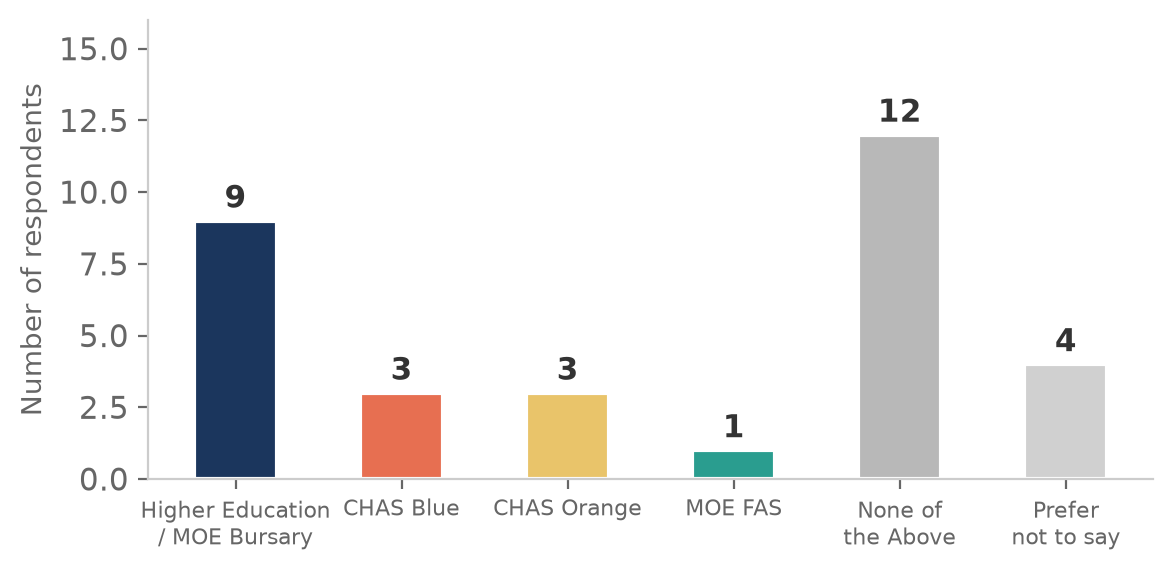 Number of respondents
15.0
12.5
10.0
7.5
5.0
2.5
0.0
9
3
3
1
12
4
Higher Education
/ MOE Bursary
CHAS Blue
CHAS Orange
MOE FAS
None of
the Above
Prefer
not to say